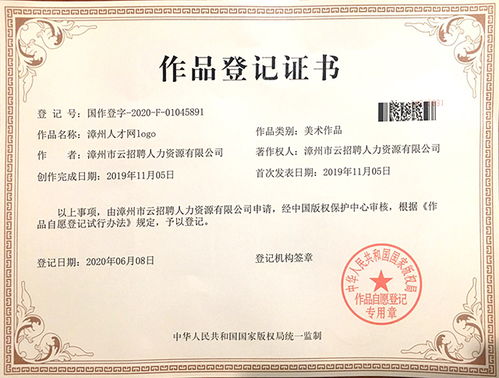 作品登记证书
登 记 号：国作登字-2020-F-01045891
作品名称：漳州人才网logo 作品类别：美术作品
作 者：漳州市云招聘人力资源有限公司 著作权人：漳州市云招聘人力资源有限公司
创作完成日期：2019年11月05日 首次发表日期：2019年11月05日
以上事项，由漳州市云招聘人力资源有限公司申请，经中国版权保护中心审核，根据《作
品自愿登记试行办法》规定，予以登记。
登记日期：2020年06月08日 登记机构签章
中华人民共和国国家版权局
作品自愿登记
专用章
中华人民共和国国家版权局统一监制